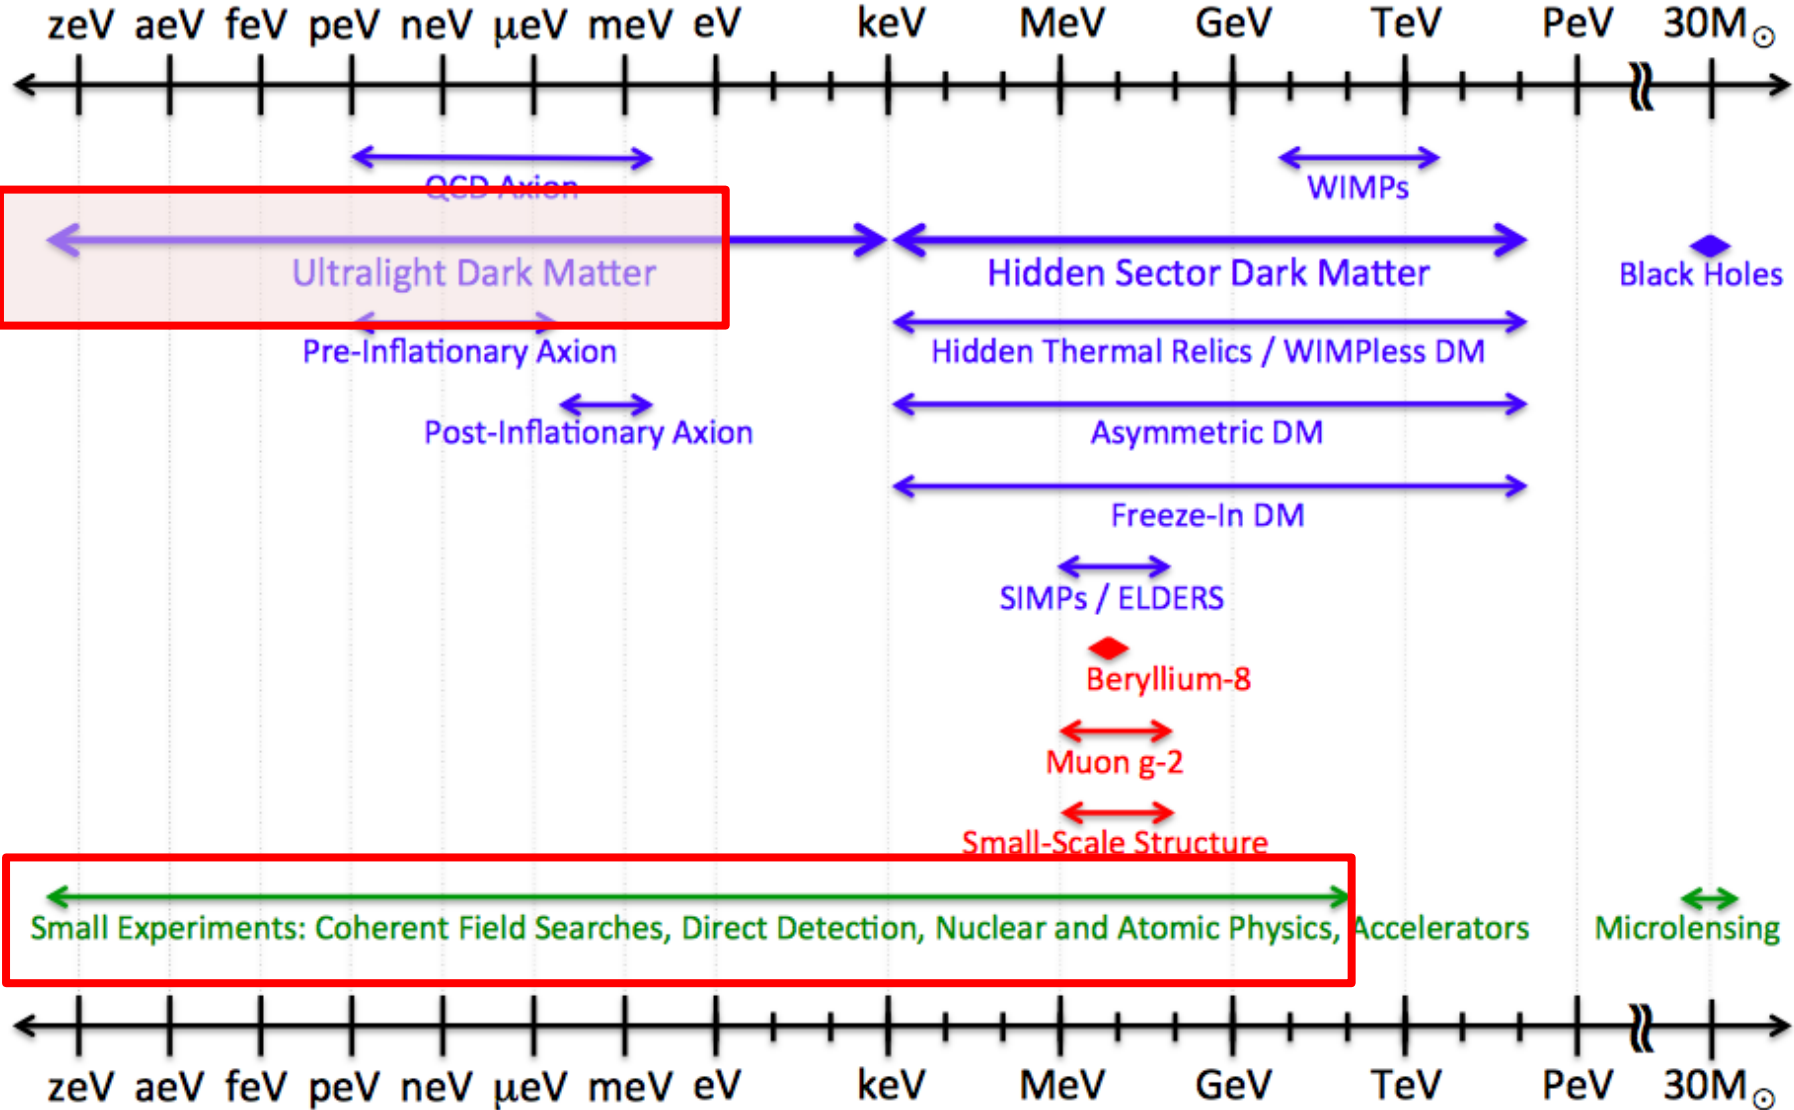 zeV aeV feV peV neV μeV meV eV keV MeV GeV TeV PeV 30M⊙
QCD Axion WIMPs
Ultralight Dark Matter Hidden Sector Dark Matter Black Holes
Pre-Inflationary Axion Hidden Thermal Relics / WIMPless DM
Post-Inflationary Axion Asymmetric DM
Freeze-In DM
SIMPs / ELDERS
Beryllium-8
Muon g-2
Small-Scale Structure
Small Experiments: Coherent Field Searches, Direct Detection, Nuclear and Atomic Physics, Accelerators Microlensing
zeV aeV feV peV neV μeV meV eV keV MeV GeV TeV PeV 30M⊙